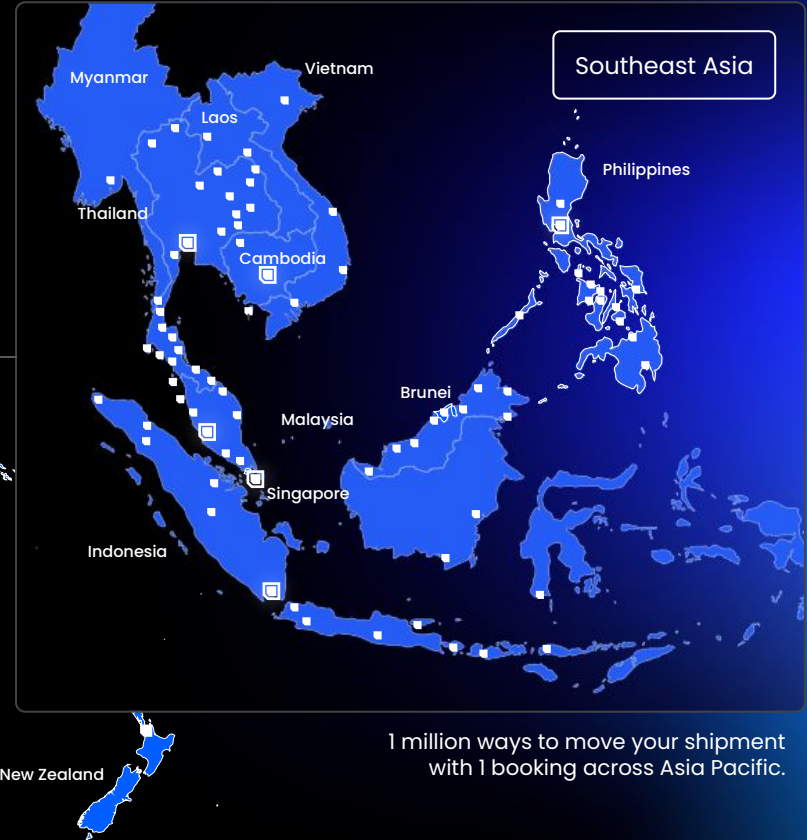 Southeast Asia
Myanmar
Vietnam
Laos
Philippines
Thailand
Cambodia
Brunei
Malaysia
Singapore
Indonesia
1 million ways to move your shipment
with 1 booking across Asia Pacific.
New Zealand